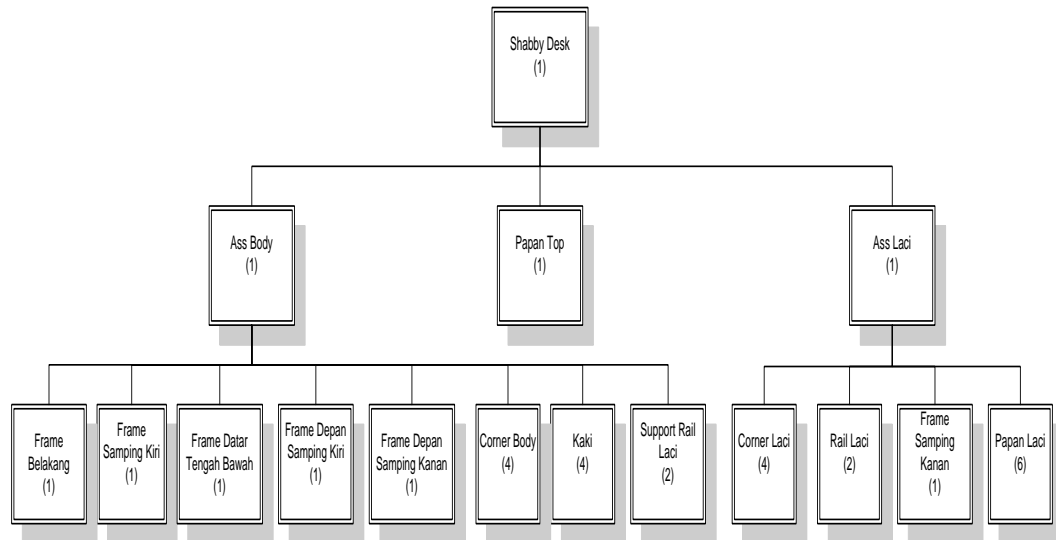 Shabby Desk
(1)
Ass Body
(1)
Papan Top
(1)
Ass Laci
(1)
Frame
Belakang
(1)
Frame
Samping Kiri
(1)
Frame Datar
Tengah Bawah
(1)
Frame Depan
Samping Kiri
(1)
Frame Depan
Samping Kanan
(1)
Corner Body
(4)
Kaki
(4)
Support Rail
Laci
(2)
Corner Laci
(4)
Rail Laci
(2)
Frame
Samping
Kanan
(1)
Papan Laci
(6)